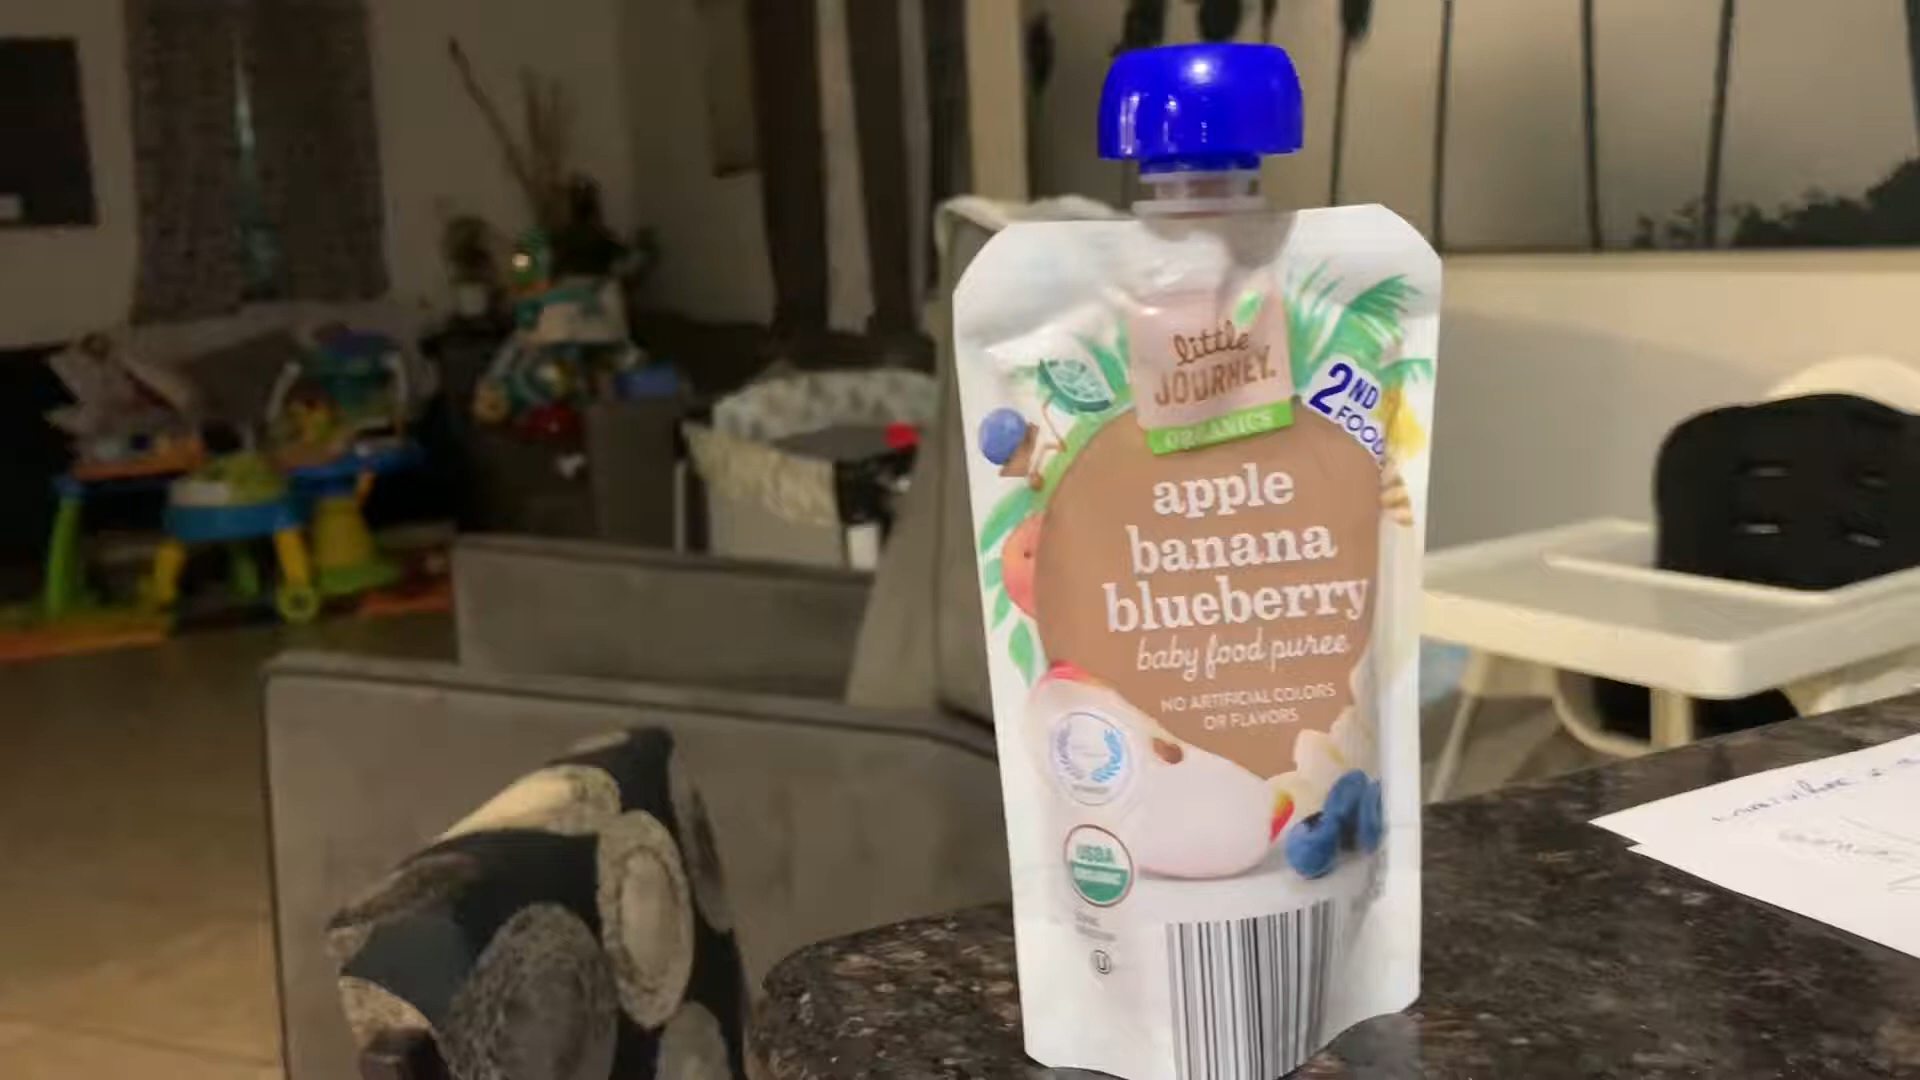 little
JOURNEY.
ORGANICS
2ND
FOOD
apple
banana
blueberry
baby food puree
NO ARTIFICIAL COLORS
OR FLAVORS
USDA
ORGANIC
U